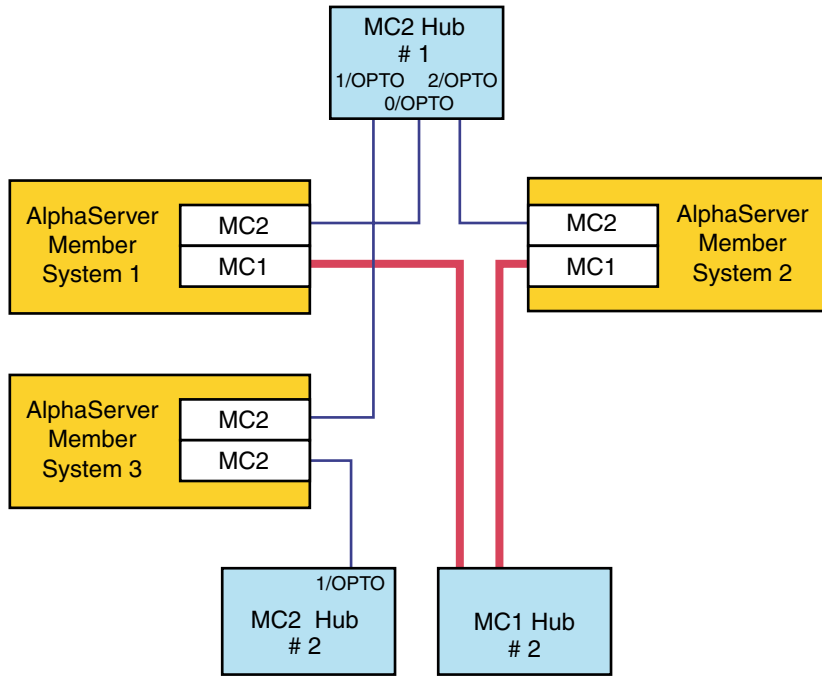 MC2 Hub
# 1
1/OPTO 2/OPTO
0/OPTO
AlphaServer
Member
System 1
MC2
MC1
MC2
MC1
AlphaServer
Member
System 2
AlphaServer
Member
System 3
MC2
MC2
1/OPTO
MC2 Hub
# 2
MC1 Hub
# 2